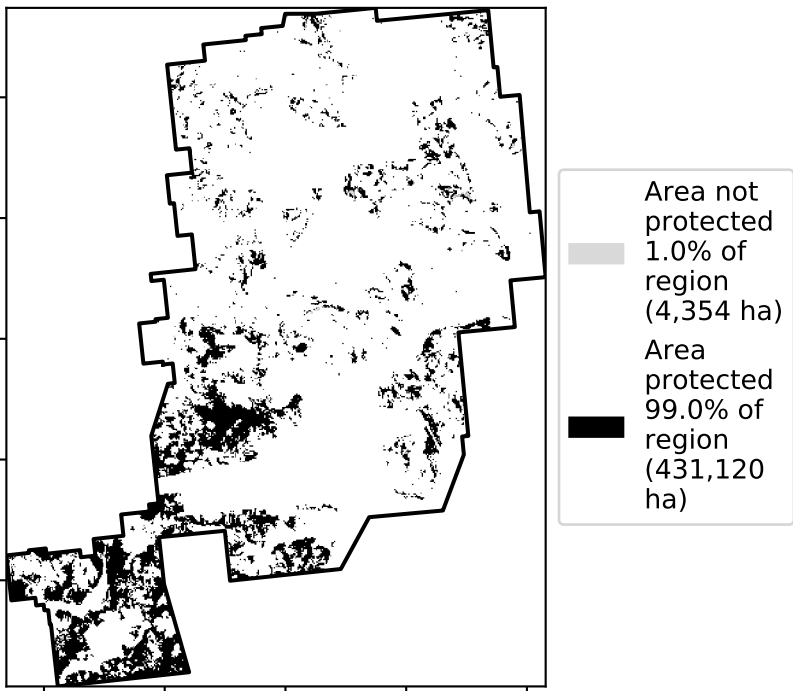 Area not
protected
1.0% of
region
(4,354 ha)
Area
protected
99.0% of
region
(431,120
ha)